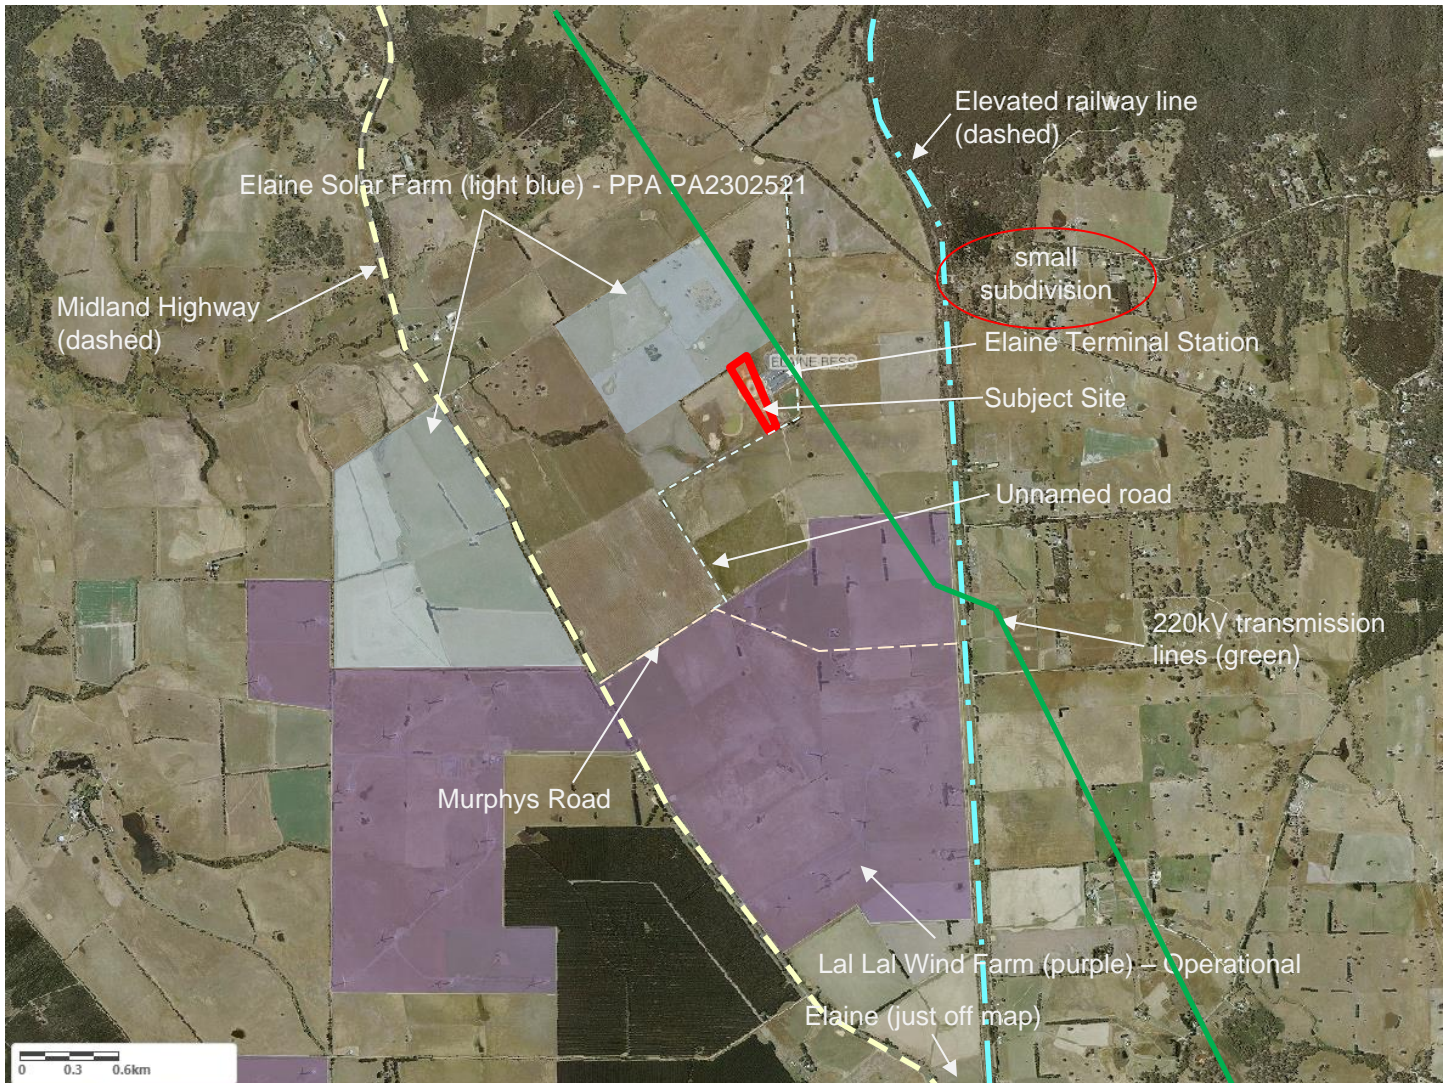 Elevated railway line
(dashed)
Elaine Solar Farm (light blue) - PPA PA2302521
small
subdivision
Midland Highway
(dashed)
Elaine Terminal Station
ELAINE BESS
Subject Site
Unnamed road
220kV transmission
lines (green)
Murphys Road
Lal Lal Wind Farm (purple) – Operational
Elaine (just off map)
0 0.3 0.6km